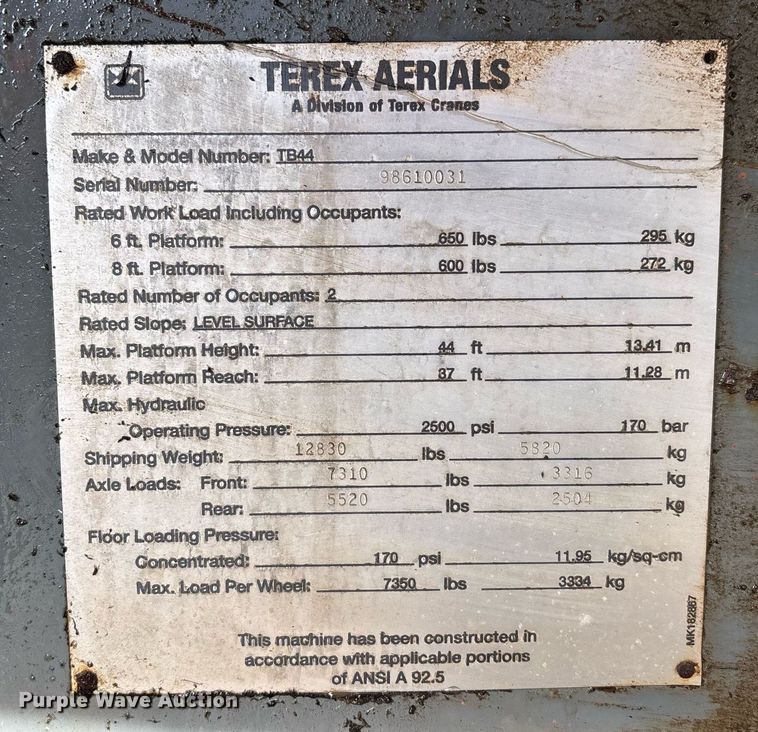 TEREX AERIALS
A Division of Terex Cranes
Make & Model Number: TB44
Serial Number: 98610031
Rated Work Load Including Occupants:
6 ft. Platform: 650 lbs 295 kg
8 ft. Platform: 600 lbs 272 kg
Rated Number of Occupants: 2
Rated Slope: LEVEL SURFACE
Max. Platform Height: 44 ft 13.41 m
Max. Platform Reach: 37 ft 11.28 m
Max. Hydraulic
Operating Pressure: 2500 psi 170 bar
Shipping Weight: 12830 lbs 5820 kg
Axle Loads: Front: 7310 lbs 3316 kg
Rear: 5520 lbs 2504 kg
Floor Loading Pressure:
Concentrated: 170 psi 11.95 kg/sq-cm
Max. Load Per Wheel: 7350 lbs 3334 kg
MK182887
This machine has been constructed in
accordance with applicable portions
of ANSI A 92.5
Purple Wave Auction